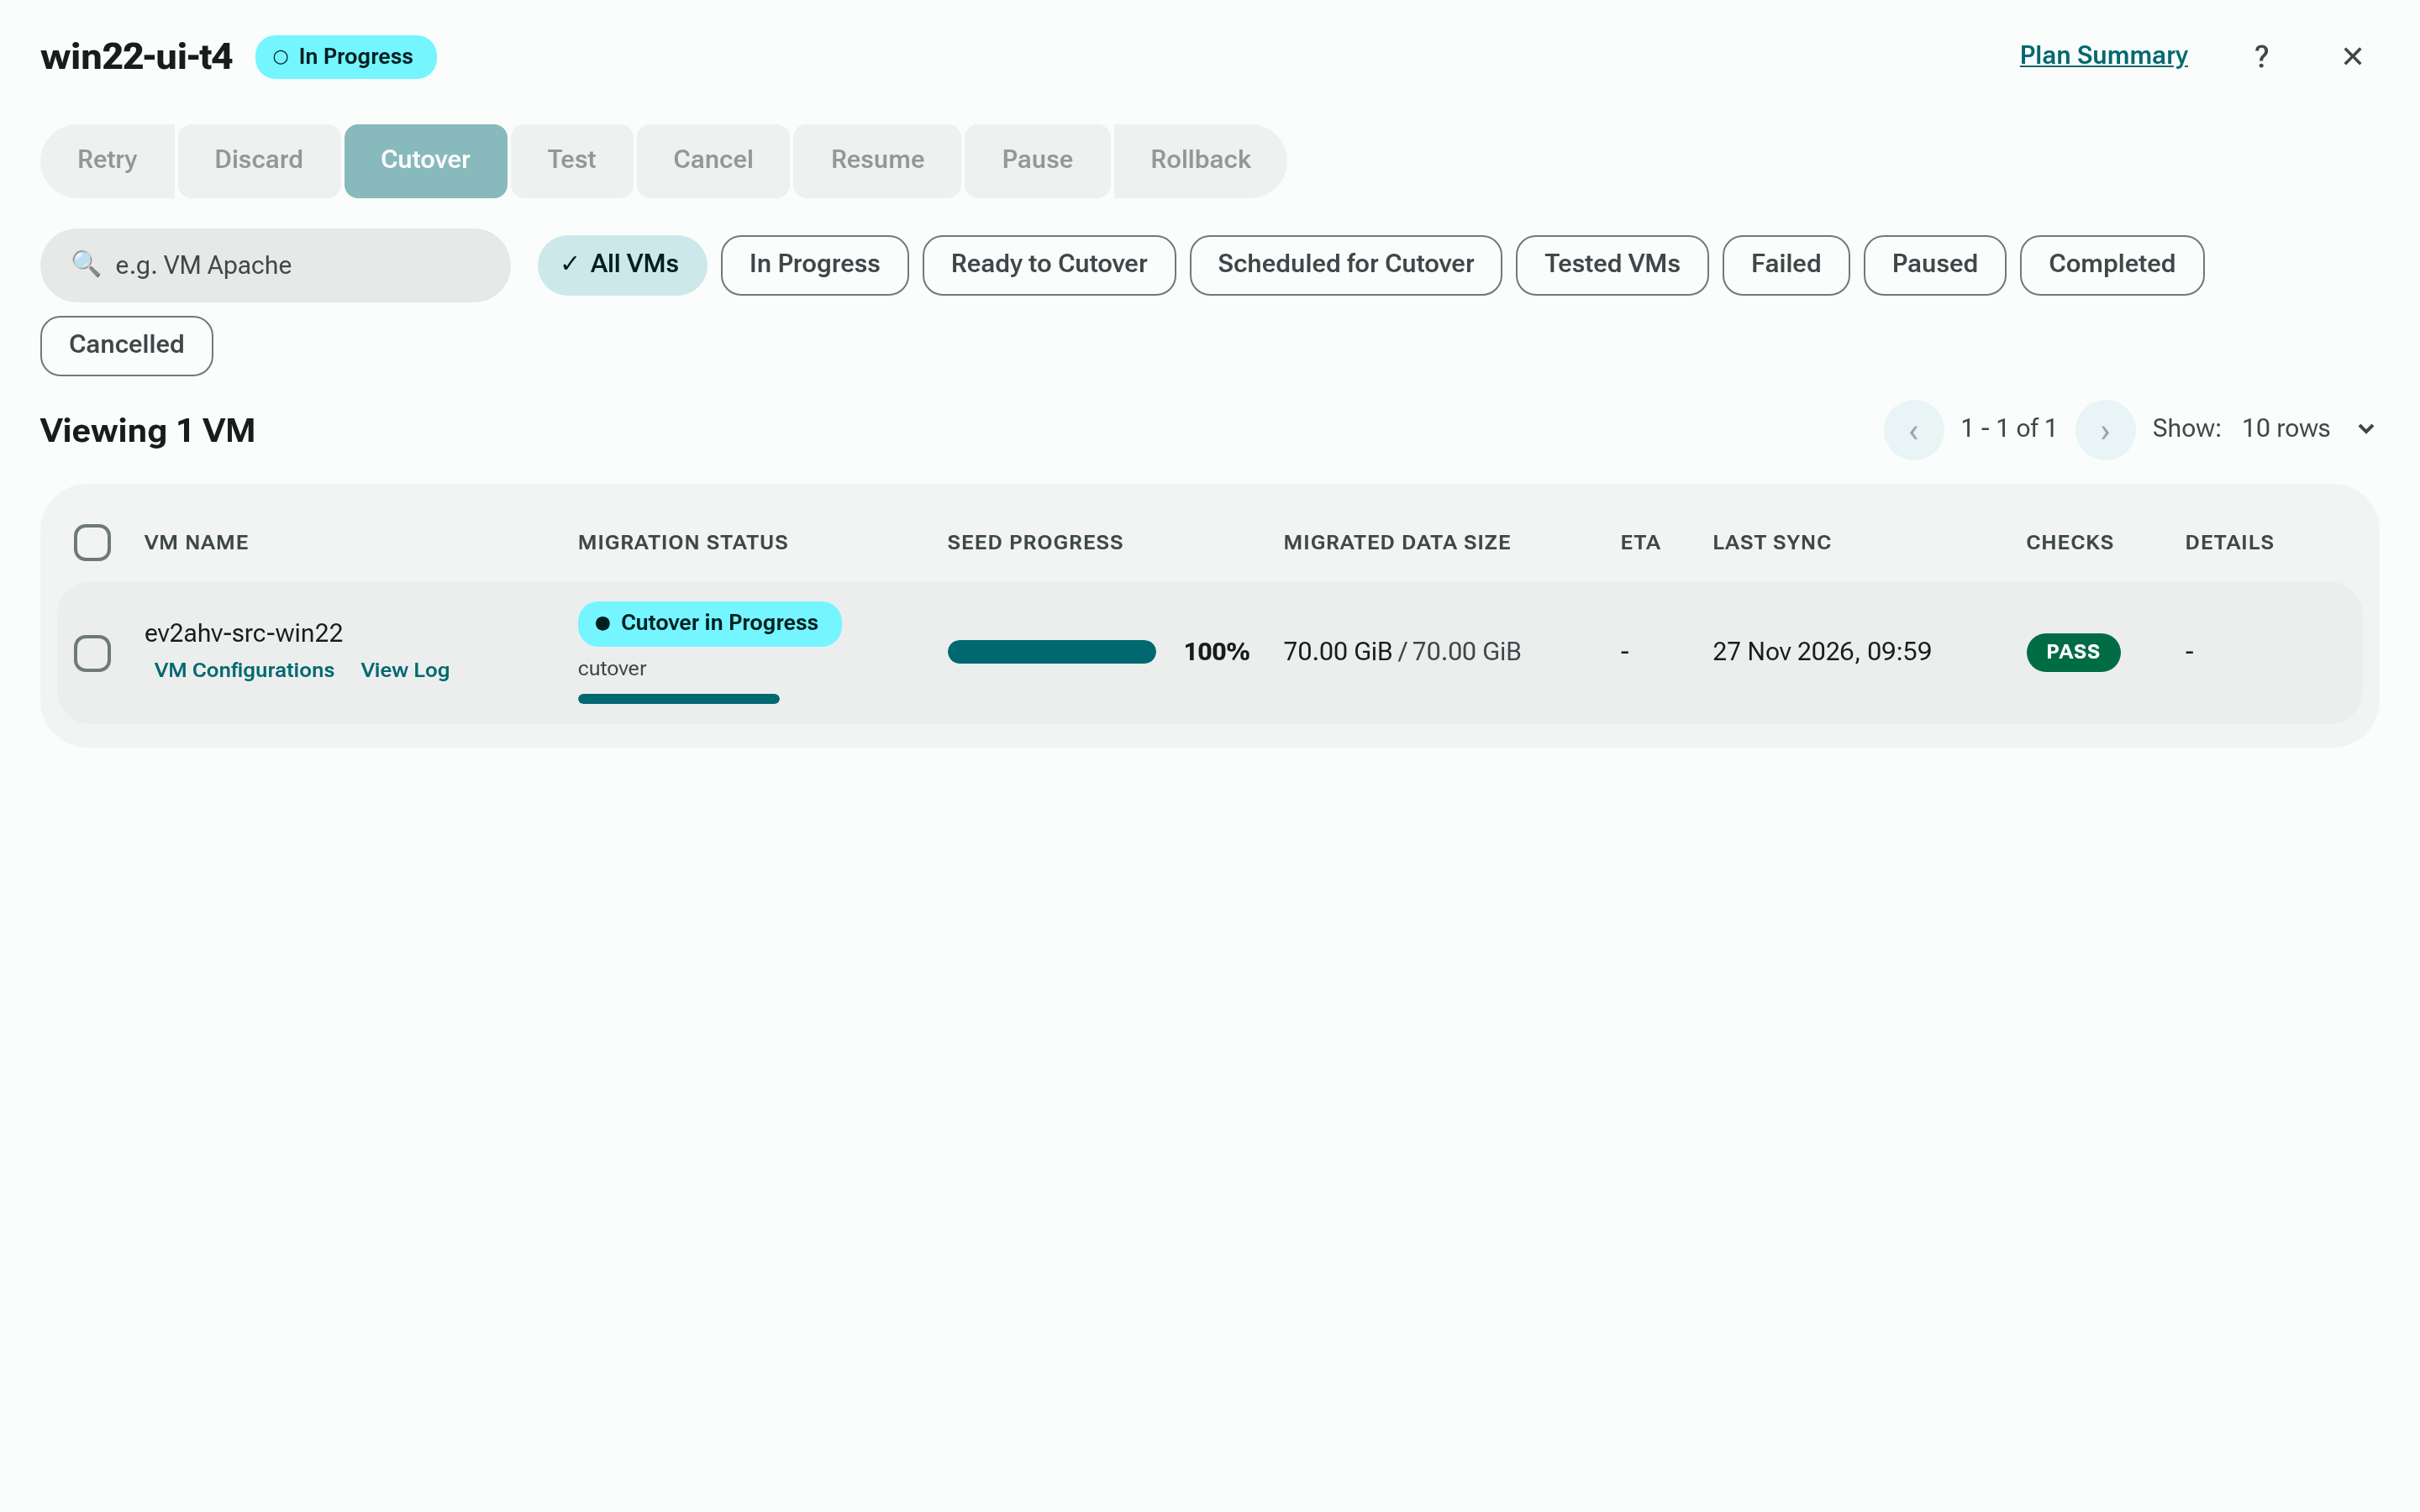 win22-ui-t4 In Progress Plan Summary ? ✕
Retry Discard Cutover Test Cancel Resume Pause Rollback
e.g. VM Apache ✓ All VMs In Progress Ready to Cutover Scheduled for Cutover Tested VMs Failed Paused Completed
Cancelled
Viewing 1 VM ‹ 1 - 1 of 1 › Show: 10 rows
VM NAME MIGRATION STATUS SEED PROGRESS MIGRATED DATA SIZE ETA LAST SYNC CHECKS DETAILS
ev2ahv-src-win22 Cutover in Progress 100% 70.00 GiB / 70.00 GiB - 27 Nov 2026, 09:59 PASS -
VM Configurations View Log cutover